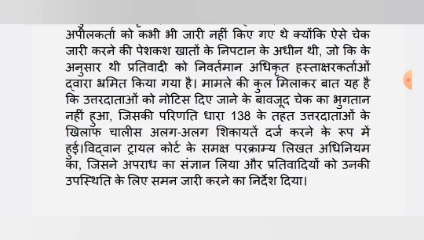 अपीलकर्ता को कभी भी जारी नहीं किए गए थे क्योंकि ऐसे चेक
जारी करने की पेशकश खातों के निपटान के अधीन थी, जो कि के
अनुसार थी प्रतिवादी को निवर्तमान अधिकृत हस्ताक्षरकर्ताओं
द्वारा भ्रमित किया गया है। मामले की कुल मिलाकर बात यह है
कि उत्तरदाताओं को नोटिस दिए जाने के बावजूद चेक का भुगतान
नहीं हुआ, जिसकी परिणति धारा 138 के तहत उत्तरदाताओं के
खिलाफ चालीस अलग-अलग शिकायतें दर्ज करने के रूप में
हुई।विद्वान ट्रायल कोर्ट के समक्ष परक्राम्य लिखत अधिनियम
का, जिसने अपराध का संज्ञान लिया और प्रतिवादियों को उनकी
उपस्थिति के लिए समन जारी करने का निर्देश दिया।